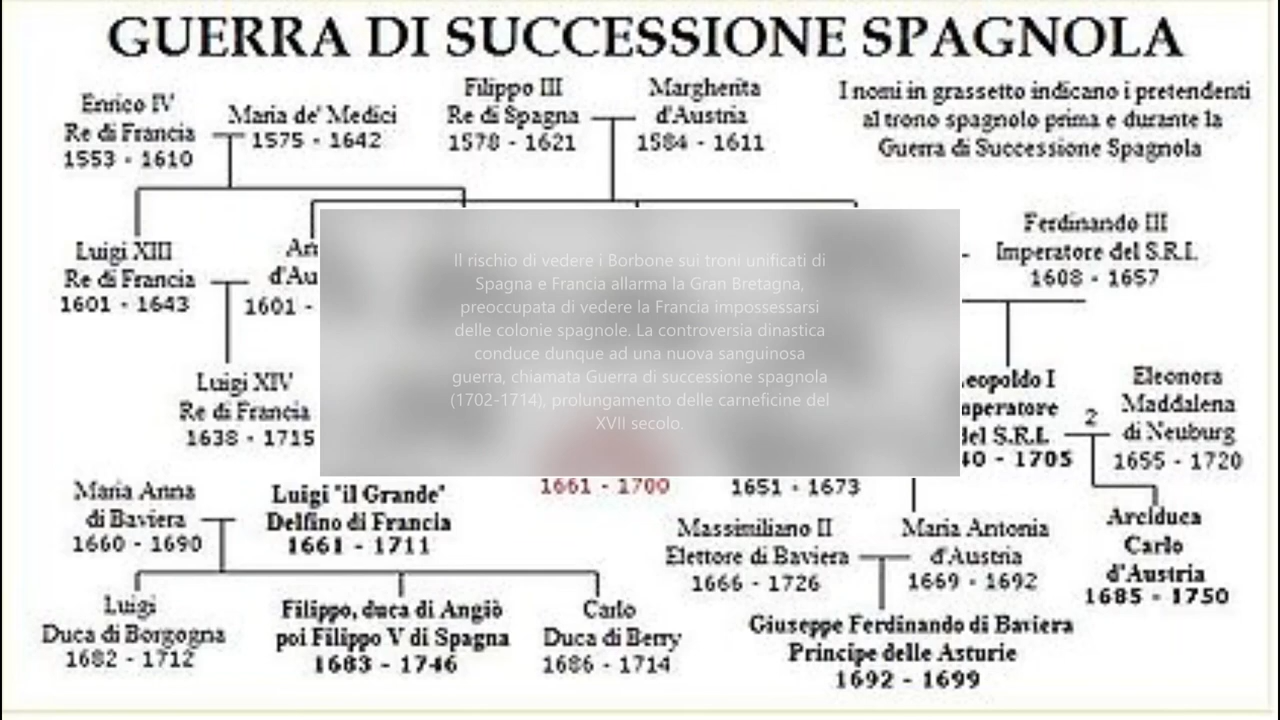 GUERRA DI SUCCESSIONE SPAGNOLA
Enrico IV
Re di Francia
1553 - 1610
Maria de' Medici
1575 - 1642
Filippo III
Re di Spagna
1578 - 1621
Margherita
d'Austria
1584 - 1611
I nomi in grassetto indicano i pretendenti
al trono spagnolo prima e durante la
Guerra di Successione Spagnola
Luigi XIII
Re di Francia
1601 - 1643
An
d'Au
1601 -
Ferdinando III
Imperatore del S.R.I.
1608 - 1657
Il rischio di vedere i Borbone sui troni unificati di
Spagna e Francia allarma la Gran Bretagna,
preoccupata di vedere la Francia impossessarsi
delle colonie spagnole. La controversia dinastica
conduce dunque ad una nuova sanguinosa
guerra, chiamata Guerra di successione spagnola
(1702-1714), prolungamento delle carneficine del
XVII secolo.
Luigi XIV
Re di Francia
1638 - 1715
eopoldo I
peratore
del S.R.I.
40 - 1705
2
Eleonora
Maddalena
di Neuburg
1655 - 1720
1661 - 1700
1651 - 1673
Maria Anna
di Baviera
1660 - 1690
Luigi "il Grande"
Delfino di Francia
1661 - 1711
Massimiliano II
Elettore di Baviera
1666 - 1726
Maria Antonia
d'Austria
1669 - 1692
Arciduca
Carlo
d'Austria
1685 - 1750
Luigi
Duca di Borgogna
1682 - 1712
Filippo, duca di Angiò
poi Filippo V di Spagna
1683 - 1746
Carlo
Duca di Berry
1686 - 1714
Giuseppe Ferdinando di Baviera
Principe delle Asturie
1692 - 1699